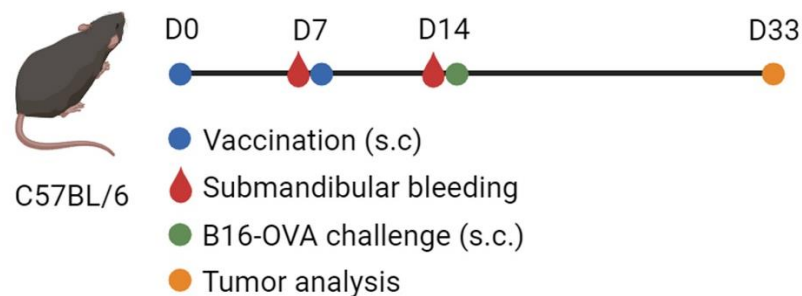 D0 D7 D14 D33
Vaccination (s.c)
Submandibular bleeding
C57BL/6
B16-OVA challenge (s.c.)
Tumor analysis